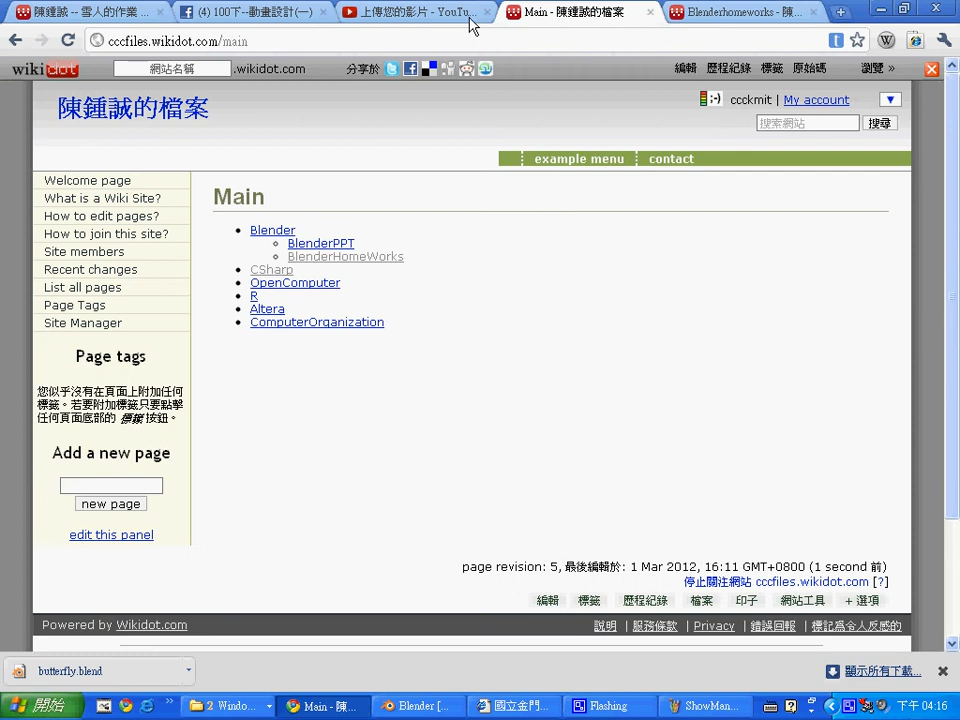 陳鍾誠 -- 雪人的作業 ...
(4) 100下--動畫設計(一)
上傳您的影片 - YouTu...
Main - 陳鍾誠的檔案
Blenderhomeworks - 陳...
cccfiles.wikidot.com/main
wikidot
網站名稱 .wikidot.com
分享於
編輯 歷程紀錄 標籤 原始碼 瀏覽 »
陳鍾誠的檔案
ccckmit | My account
搜索網站 搜尋
example menu
contact
Welcome page
What is a Wiki Site?
How to edit pages?
How to join this site?
Site members
Recent changes
List all pages
Page Tags
Site Manager
Page tags
您似乎沒有在頁面上附加任何
標籤。若要附加標籤只要點擊
任何頁面底部的 標籤 按鈕。
Add a new page
new page
edit this panel
Main
Blender
BlenderPPT
BlenderHomeWorks
CSharp
OpenComputer
R
Altera
ComputerOrganization
page revision: 5, 最後編輯於: 1 Mar 2012, 16:11 GMT+0800 (1 second 前)
停止關注網站 cccfiles.wikidot.com [?]
編輯 標籤 歷程紀錄 檔案 印子 網站工具 + 選項
Powered by Wikidot.com
說明 | 服務條款 | Privacy | 錯誤回報 | 標記為令人反感的
butterfly.blend
顯示所有下載...
開始
2 Windo...
Main - 陳...
Blender [...
國立金門...
Flashing
ShowMan...
下午 04:16